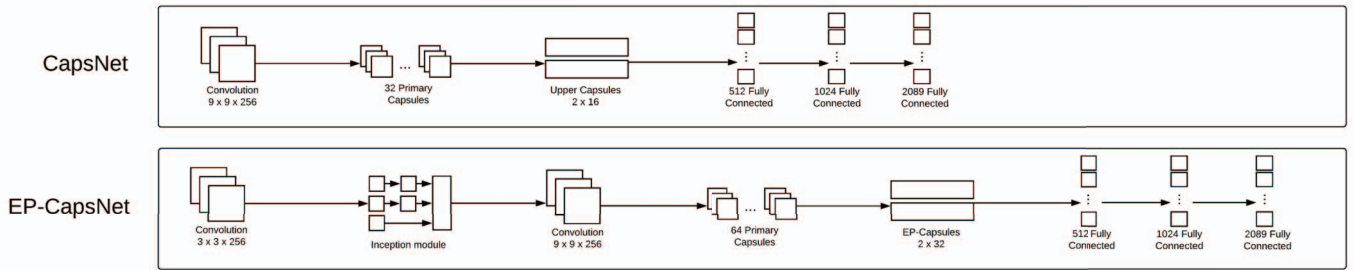 CapsNet
Convolution
9 x 9 x 256
...
32 Primary
Capsules
Upper Capsules
2 x 16
512 Fully
Connected
1024 Fully
Connected
2089 Fully
Connected
EP-CapsNet
Convolution
3 x 3 x 256
Inception module
Convolution
9 x 9 x 256
...
64 Primary
Capsules
EP-Capsules
2 x 32
512 Fully
Connected
1024 Fully
Connected
2089 Fully
Connected